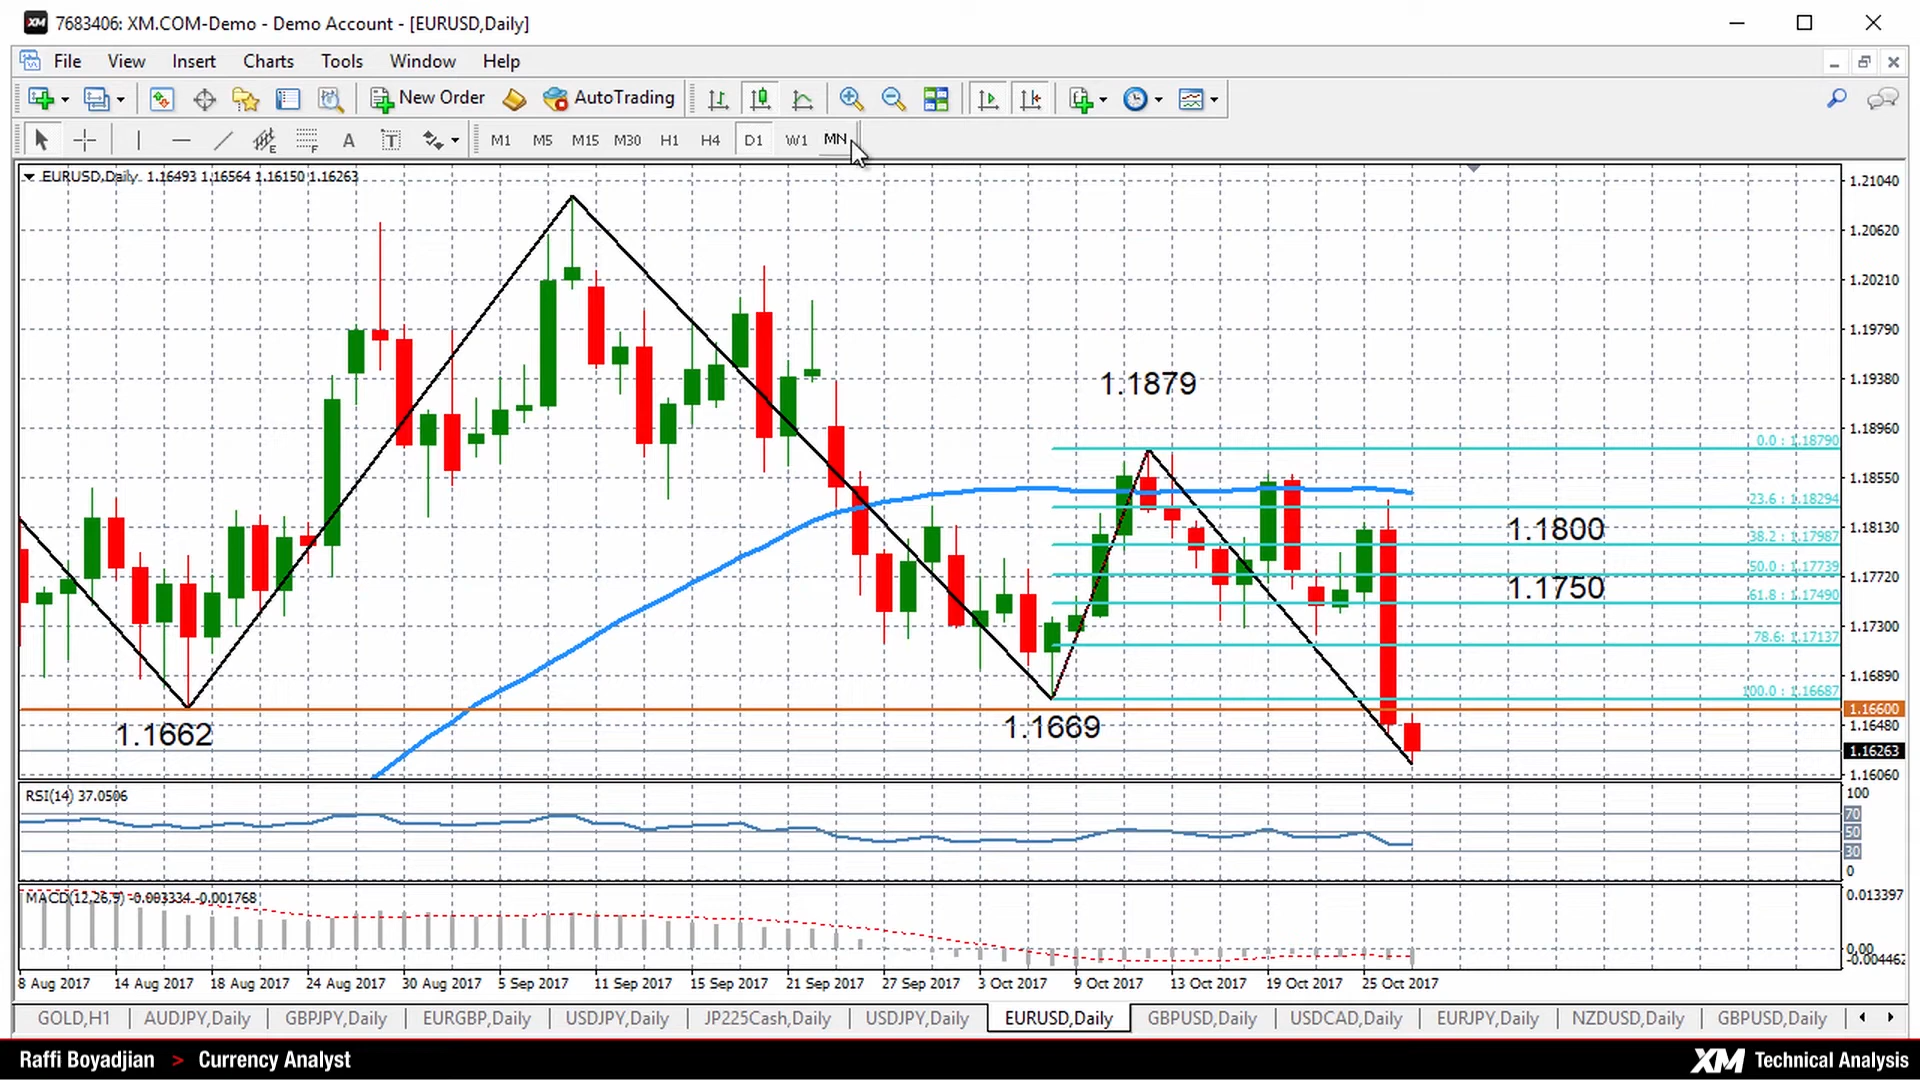 XM 7683406: XM.COM-Demo - Demo Account - [EURUSD,Daily]
File View Insert Charts Tools Window Help
New Order AutoTrading
E F A T M1 M5 M15 M30 H1 H4 D1 W1 MN
EURUSD,Daily 1.16493 1.16564 1.16150 1.16263
1.21040
1.20620
1.20210
1.19790
1.19380
1.1879
1.18960
0.0 : 1.18790
1.18550
23.6 : 1.18294
1.1800
1.18130
38.2 : 1.17987
50.0 : 1.17739
1.17720
1.1750
61.8 : 1.17490
1.17300
78.6: 1.17137
1.16890
100.0 : 1.16687
1.16600
1.1662
1.1669
1.16480
1.16263
1.16060
RSI(14) 37.0506
100
70
50
30
0
MACD(12,26,9) -0.003334 -0.001768
0.013397
0.00
-0.004462
8 Aug 2017 14 Aug 2017 18 Aug 2017 24 Aug 2017 30 Aug 2017 5 Sep 2017 11 Sep 2017 15 Sep 2017 21 Sep 2017 27 Sep 2017 3 Oct 2017 9 Oct 2017 13 Oct 2017 19 Oct 2017 25 Oct 2017
GOLD,H1 AUDJPY,Daily GBPJPY,Daily EURGBP,Daily USDJPY,Daily JP225Cash,Daily USDJPY,Daily EURUSD,Daily GBPUSD,Daily USDCAD,Daily EURJPY,Daily NZDUSD,Daily GBPUSD,Daily
Raffi Boyadjian > Currency Analyst
XM Technical Analysis